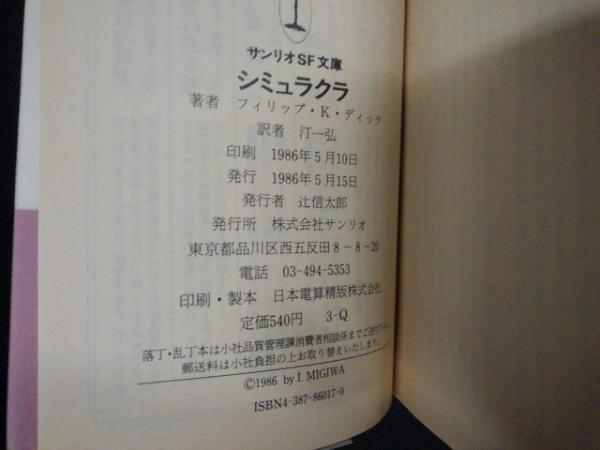 サンリオSF文庫
シミュラクラ
著者　フィリップ・K・ディック
訳者　汀一弘
印刷　1986年5月10日
発行　1986年5月15日
発行者　辻信太郎
発行所　株式会社サンリオ
東京都品川区西五反田8－8－20
電話　03-494-5353
印刷・製本　日本電算精版株式会社
定価540円　3-Q
落丁・乱丁本は小社品質管理課消費者相談係までご送付下さい。
郵送料は小社負担の上お取り替えいたします。
©1986 by I. MIGIWA
ISBN4-387-86017-0